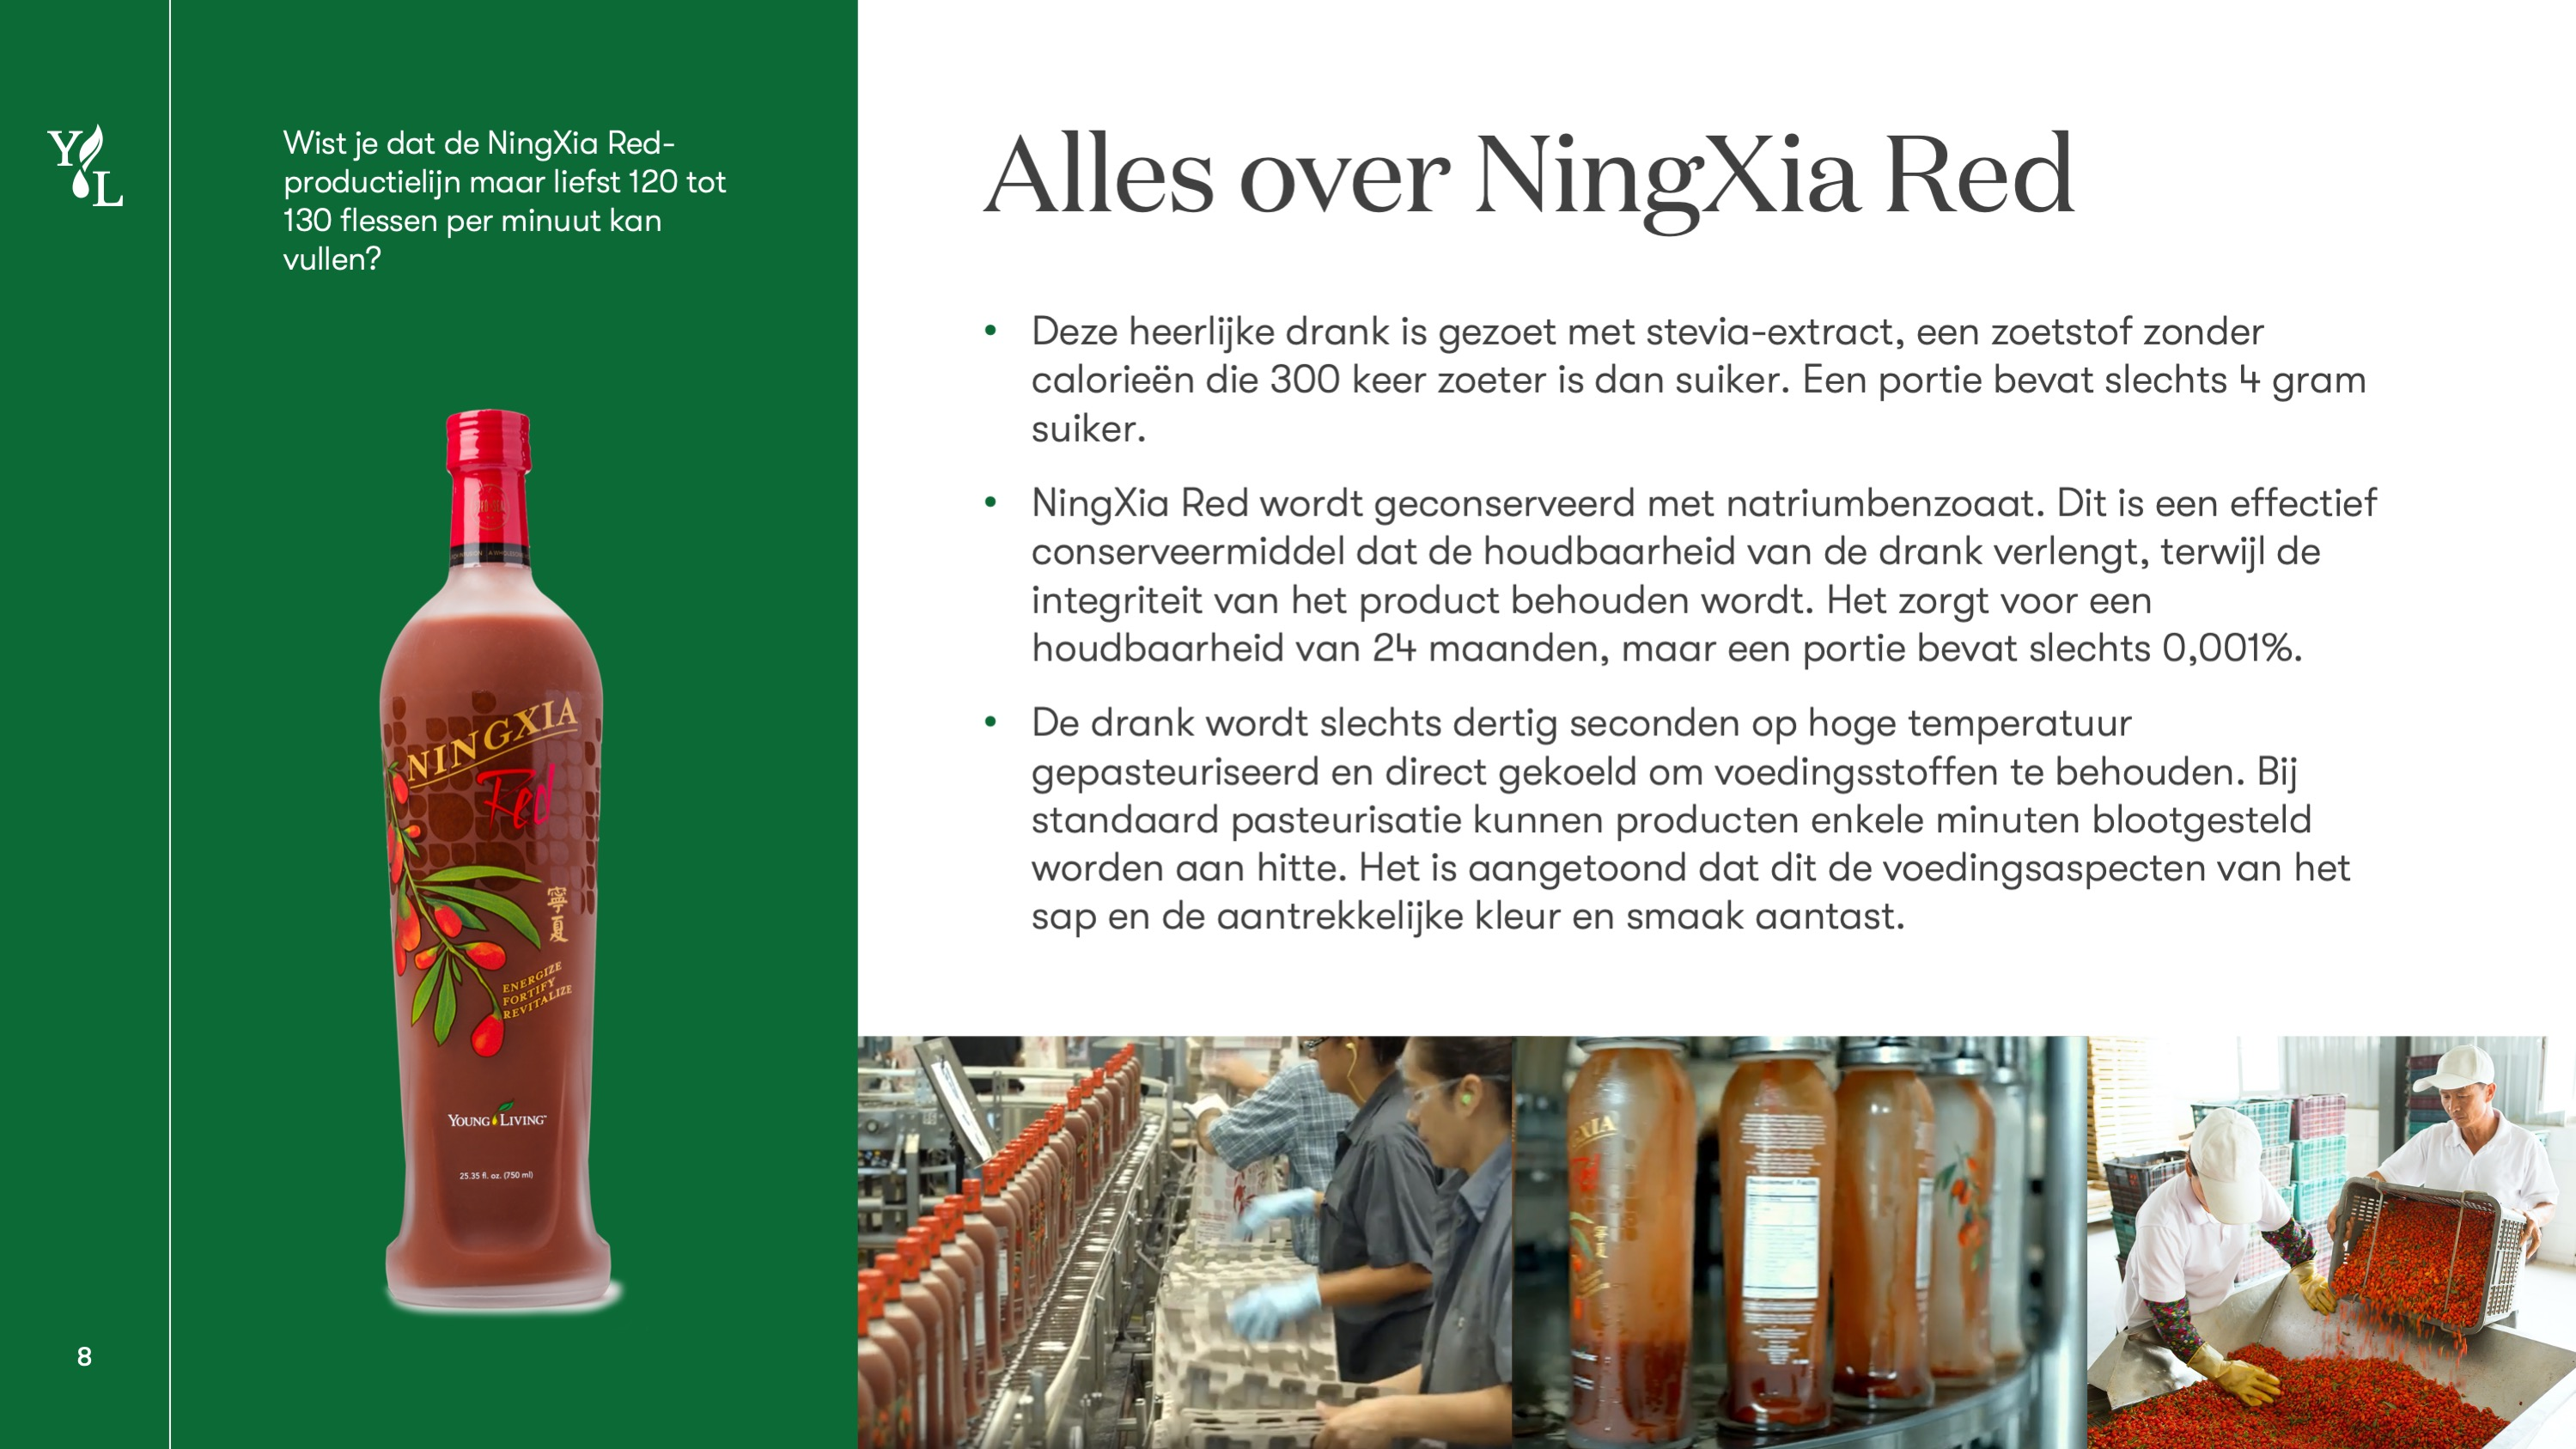 Y L
Wist je dat de NingXia Red-
productielijn maar liefst 120 tot
130 flessen per minuut kan
vullen?
NINGXIA
Red
寧夏
ENERGIZE
FORTIFY
REVITALIZE
YOUNG LIVING
25.35 fl. oz. (750 ml)
8
Alles over NingXia Red
• Deze heerlijke drank is gezoet met stevia-extract, een zoetstof zonder
calorieën die 300 keer zoeter is dan suiker. Een portie bevat slechts 4 gram
suiker.
• NingXia Red wordt geconserveerd met natriumbenzoaat. Dit is een effectief
conserveermiddel dat de houdbaarheid van de drank verlengt, terwijl de
integriteit van het product behouden wordt. Het zorgt voor een
houdbaarheid van 24 maanden, maar een portie bevat slechts 0,001%.
• De drank wordt slechts dertig seconden op hoge temperatuur
gepasteuriseerd en direct gekoeld om voedingsstoffen te behouden. Bij
standaard pasteurisatie kunnen producten enkele minuten blootgesteld
worden aan hitte. Het is aangetoond dat dit de voedingsaspecten van het
sap en de aantrekkelijke kleur en smaak aantast.